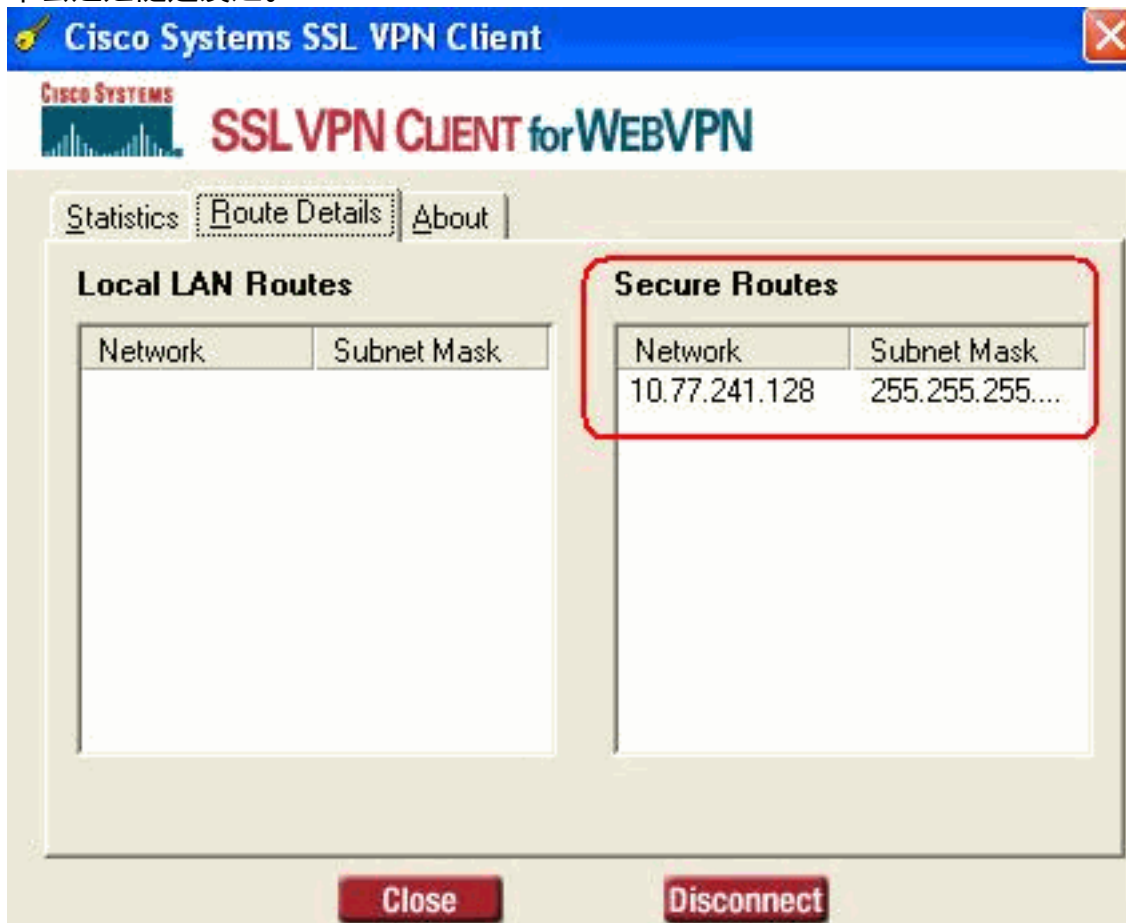 Cisco Systems SSL VPN Client
CISCO SYSTEMS
SSL VPN CLIENT for WEBVPN
Statistics Route Details About
Local LAN Routes Secure Routes
Network Subnet Mask Network Subnet Mask
10.77.241.128 255.255.255....
Close Disconnect